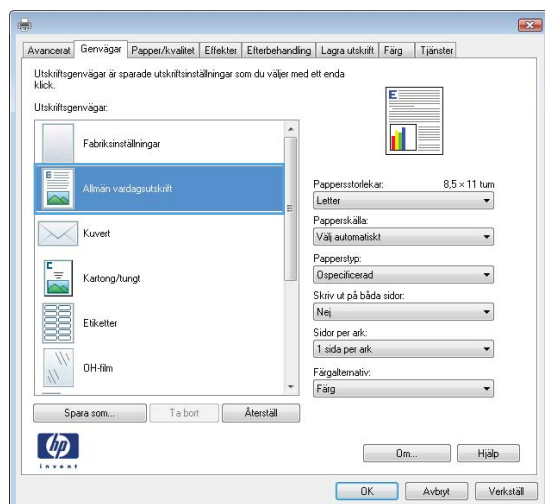 Avancerat Genvägar Papper/kvalitet Effekter Efterbehandling Lagra utskrift Färg Tjänster
Utskriftsgenvägar är sparade utskriftsinställningar som du väljer med ett enda
klick.
Utskriftsgenvägar:
Fabriksinställningar
Allmän vardagsutskrift
Kuvert
Kartong/tungt
Etiketter
OH-film
E
E
C
Pappersstorlekar: 8,5 × 11 tum
Letter
Papperskälla:
Välj automatiskt
Papperstyp:
Ospecificerad
Skriv ut på båda sidor:
Nej
Sidor per ark:
1 sida per ark
Färgalternativ:
Färg
Spara som... Ta bort Återställ
hp
invent
Om... Hjälp
OK Avbryt Verkställ